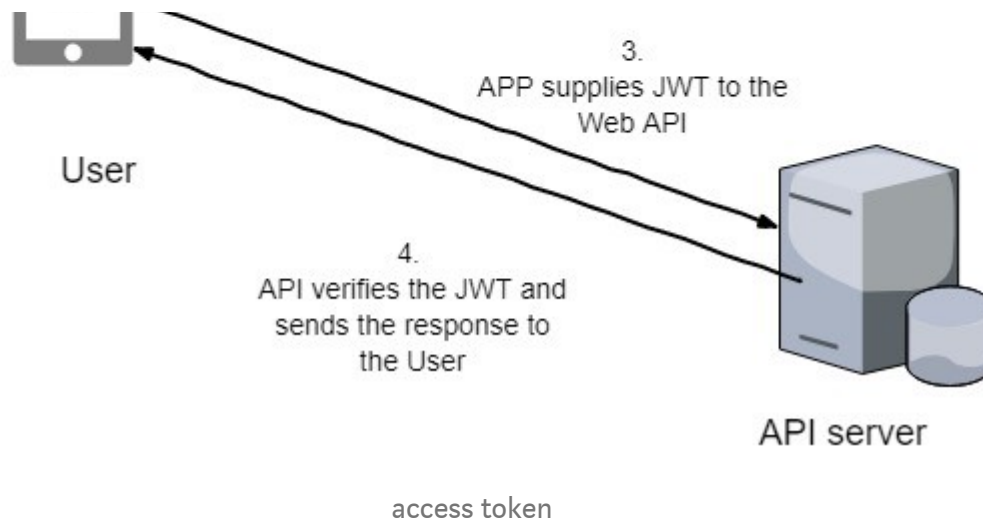 3.
APP supplies JWT to the
Web API
User
4.
API verifies the JWT and
sends the response to
the User
API server
access token